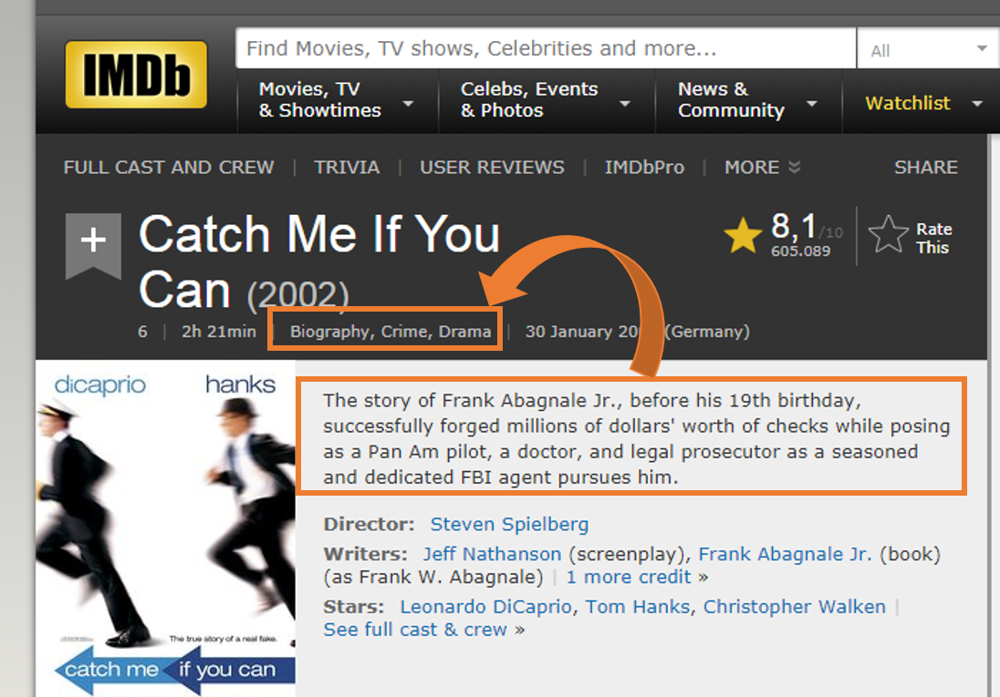 IMDb
Find Movies, TV shows, Celebrities and more...
All
Movies, TV
& Showtimes
Celebs, Events
& Photos
News &
Community
Watchlist
FULL CAST AND CREW | TRIVIA | USER REVIEWS | IMDbPro | MORE
SHARE
+
Catch Me If You
Can (2002)
8,1/10
605.089
Rate
This
6 | 2h 21min | Biography, Crime, Drama | 30 January (Germany)
dicaprio hanks
The story of Frank Abagnale Jr., before his 19th birthday,
successfully forged millions of dollars' worth of checks while posing
as a Pan Am pilot, a doctor, and legal prosecutor as a seasoned
and dedicated FBI agent pursues him.
Director: Steven Spielberg
Writers: Jeff Nathanson (screenplay), Frank Abagnale Jr. (book)
(as Frank W. Abagnale) | 1 more credit »
Stars: Leonardo DiCaprio, Tom Hanks, Christopher Walken |
See full cast & crew »
The true story of a real fake.
catch me if you can